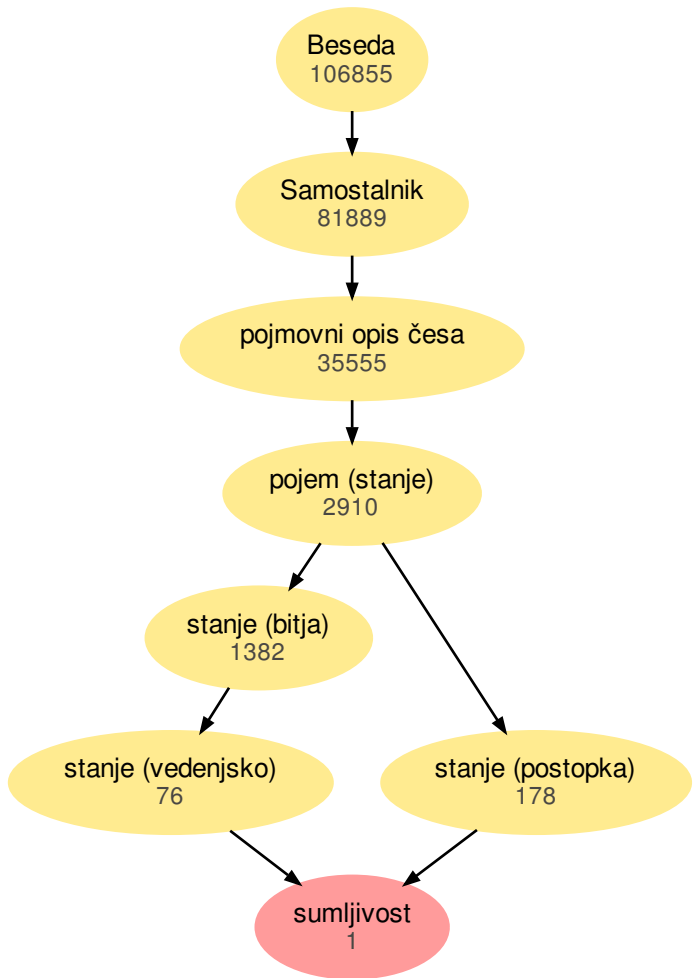 Beseda
106855
Samostalnik
81889
pojmovni opis česa
35555
pojem (stanje)
2910
stanje (bitja)
1382
stanje (vedenjsko)
76
stanje (postopka)
178
sumljivost
1